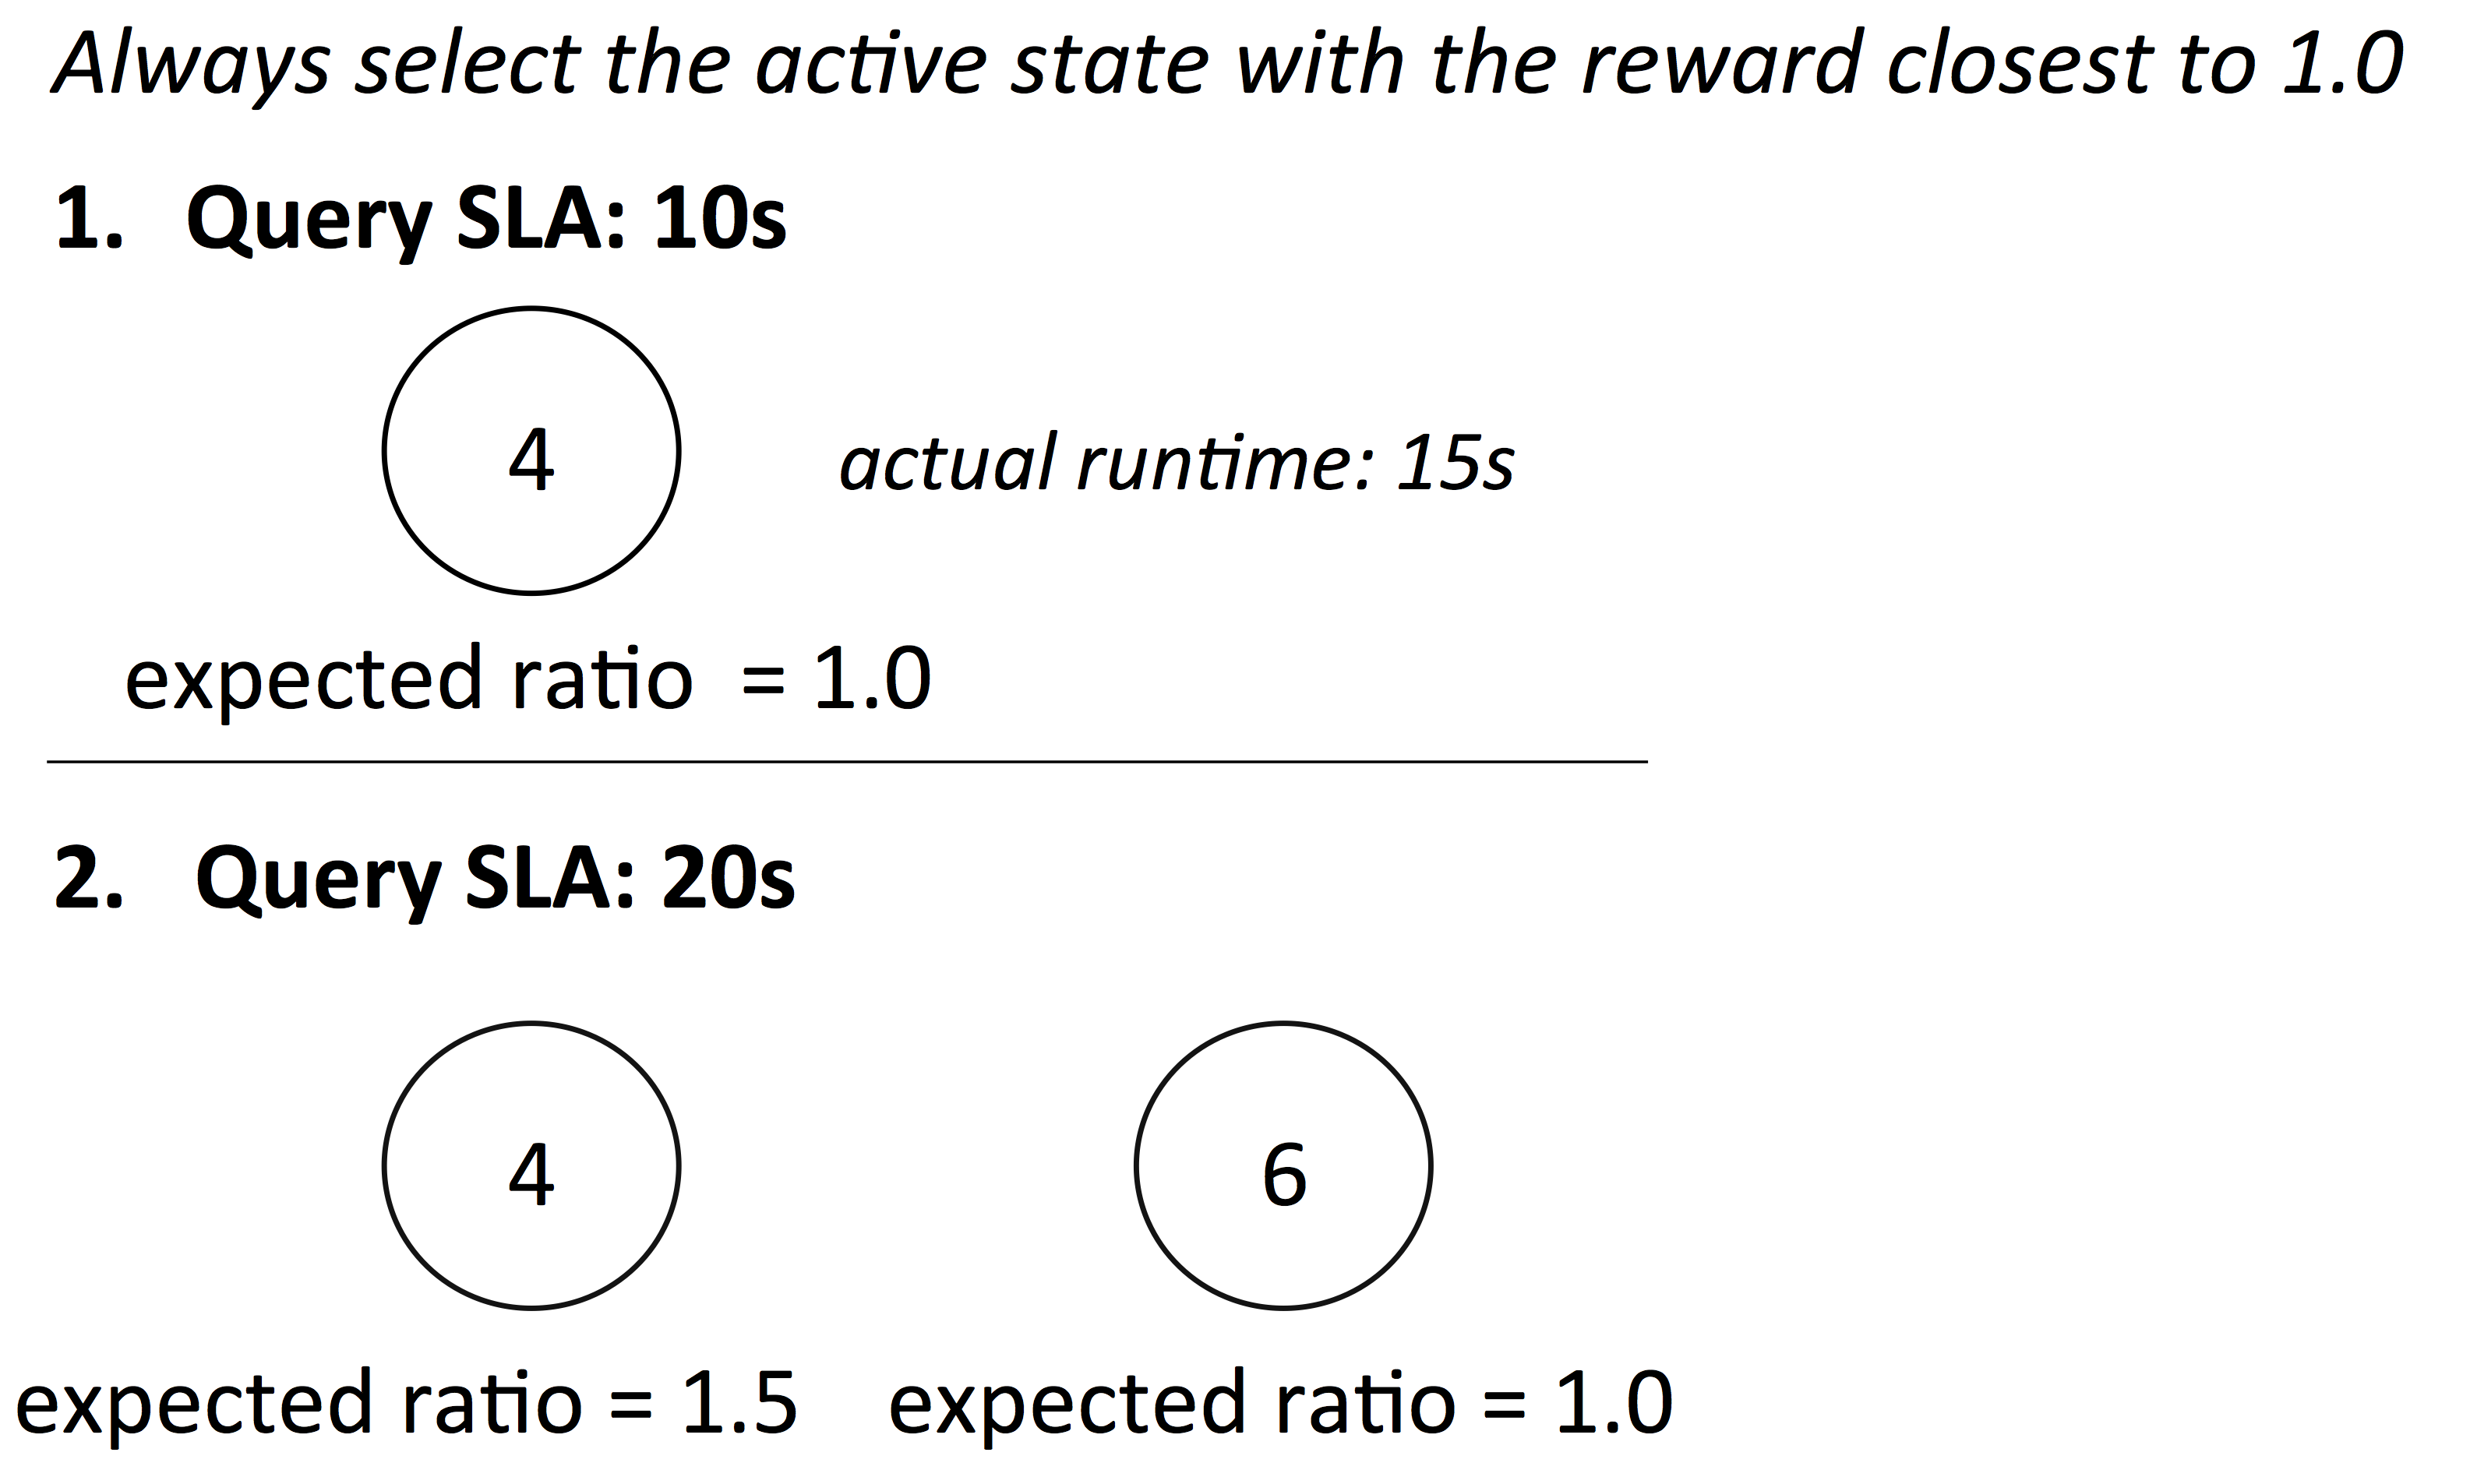 Always select the active state with the reward closest to 1.0
1. Query SLA: 10s
4
actual runtime: 15s
expected ratio = 1.0
2. Query SLA: 20s
4
6
expected ratio = 1.5
expected ratio = 1.0